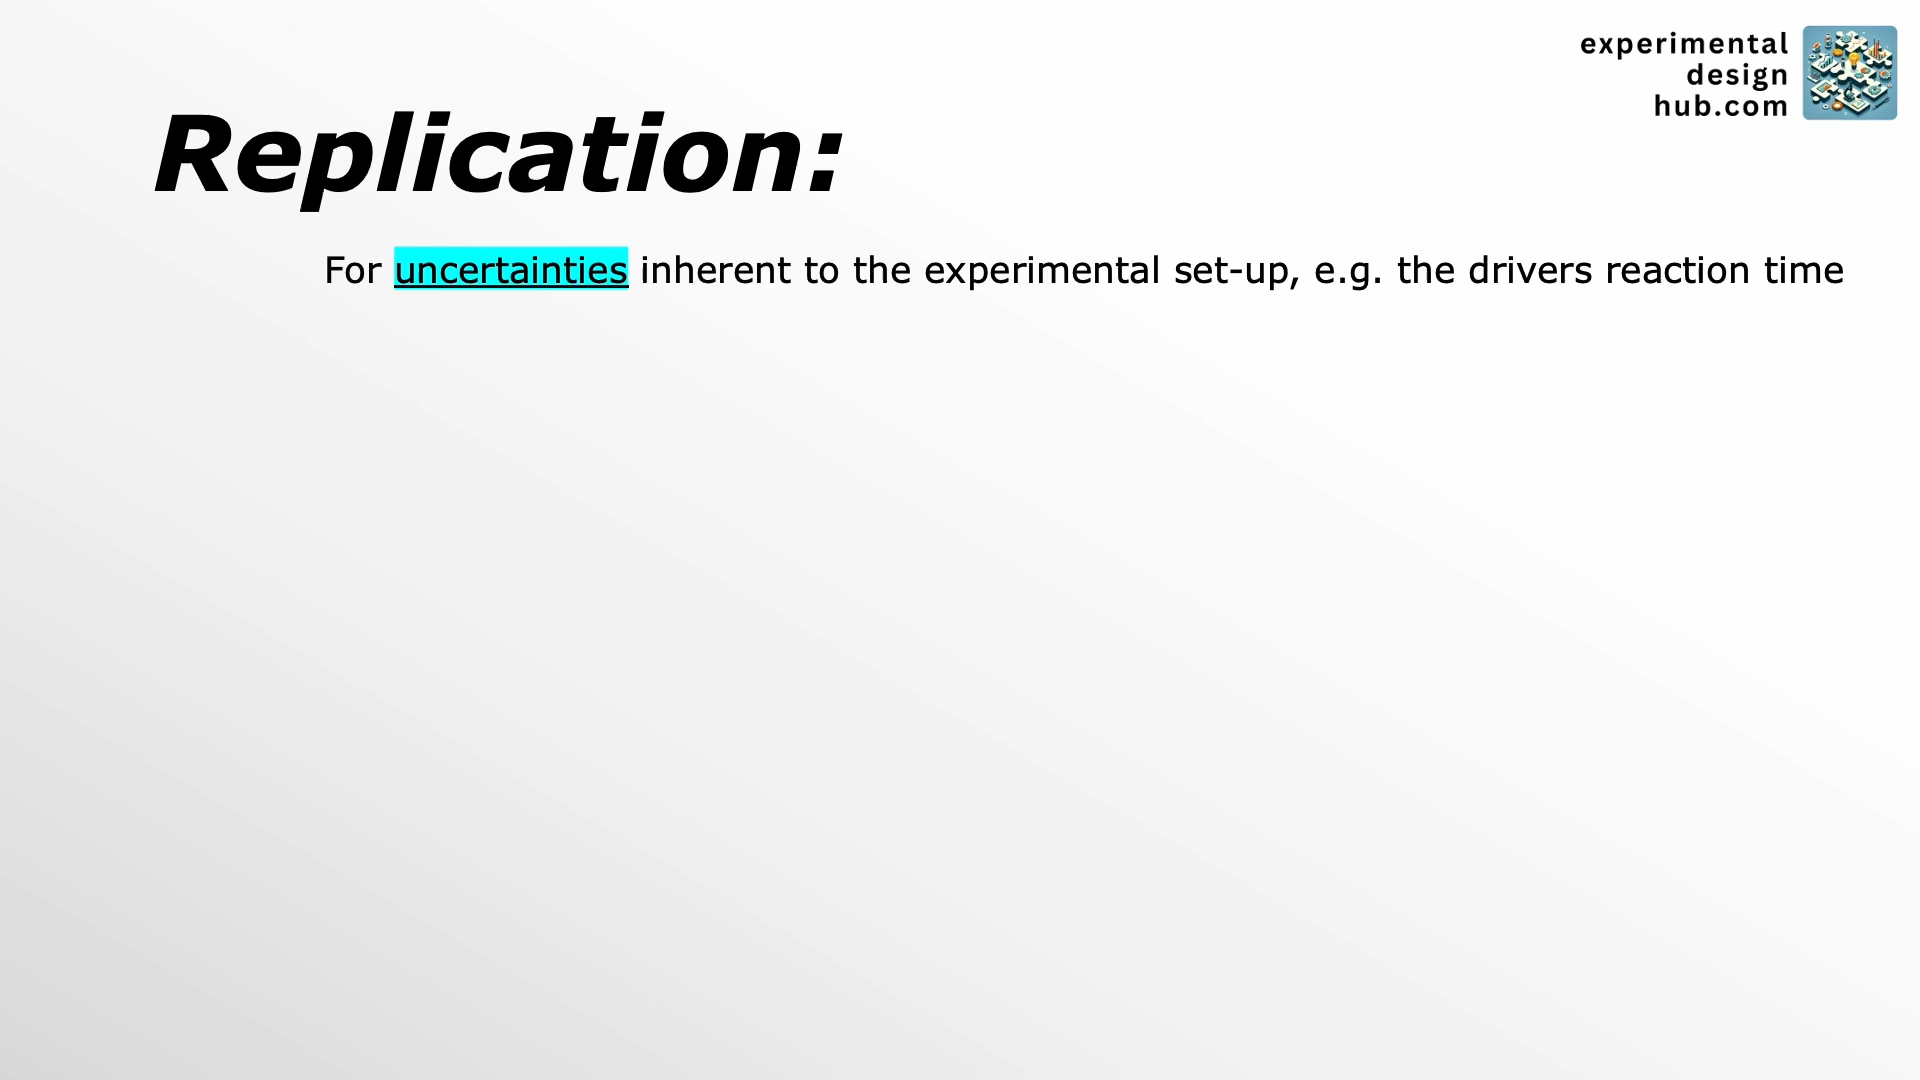 experimental
design
hub.com
Replication:
For uncertainties inherent to the experimental set-up, e.g. the drivers reaction time